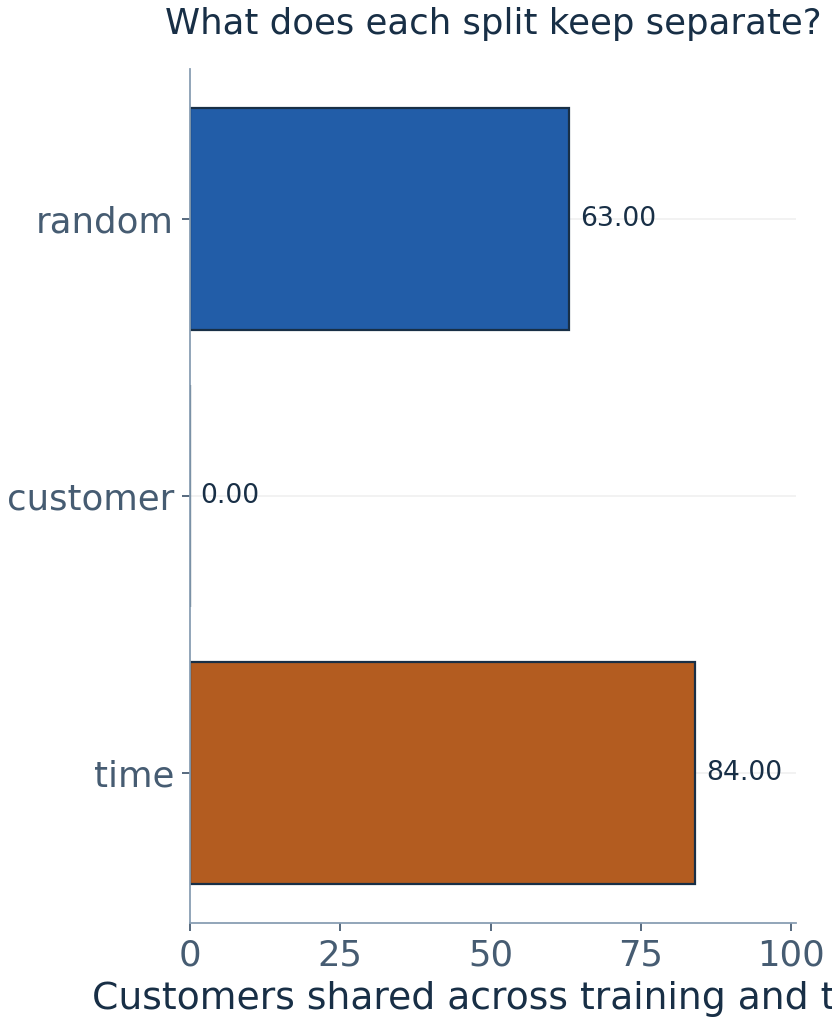 What does each split keep separate?
random
63.00
customer
0.00
time
84.00
0 25 50 75 100
Customers shared across training and t